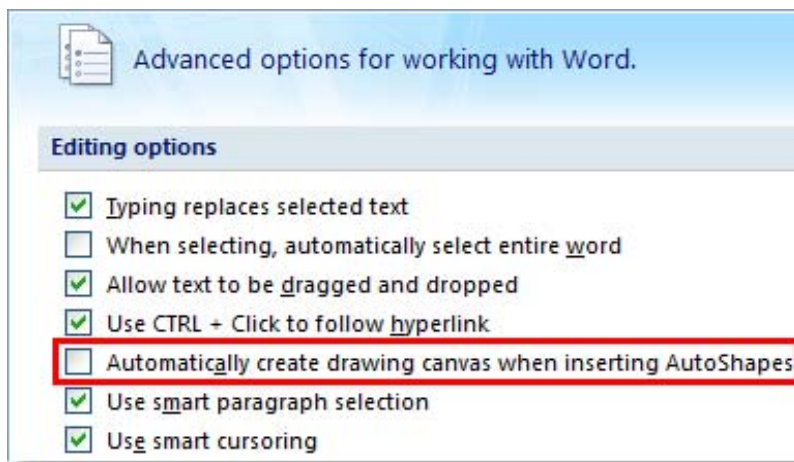 Advanced options for working with Word.
Editing options
Typing replaces selected text
When selecting, automatically select entire word
Allow text to be dragged and dropped
Use CTRL + Click to follow hyperlink
Automatically create drawing canvas when inserting AutoShapes
Use smart paragraph selection
Use smart cursoring